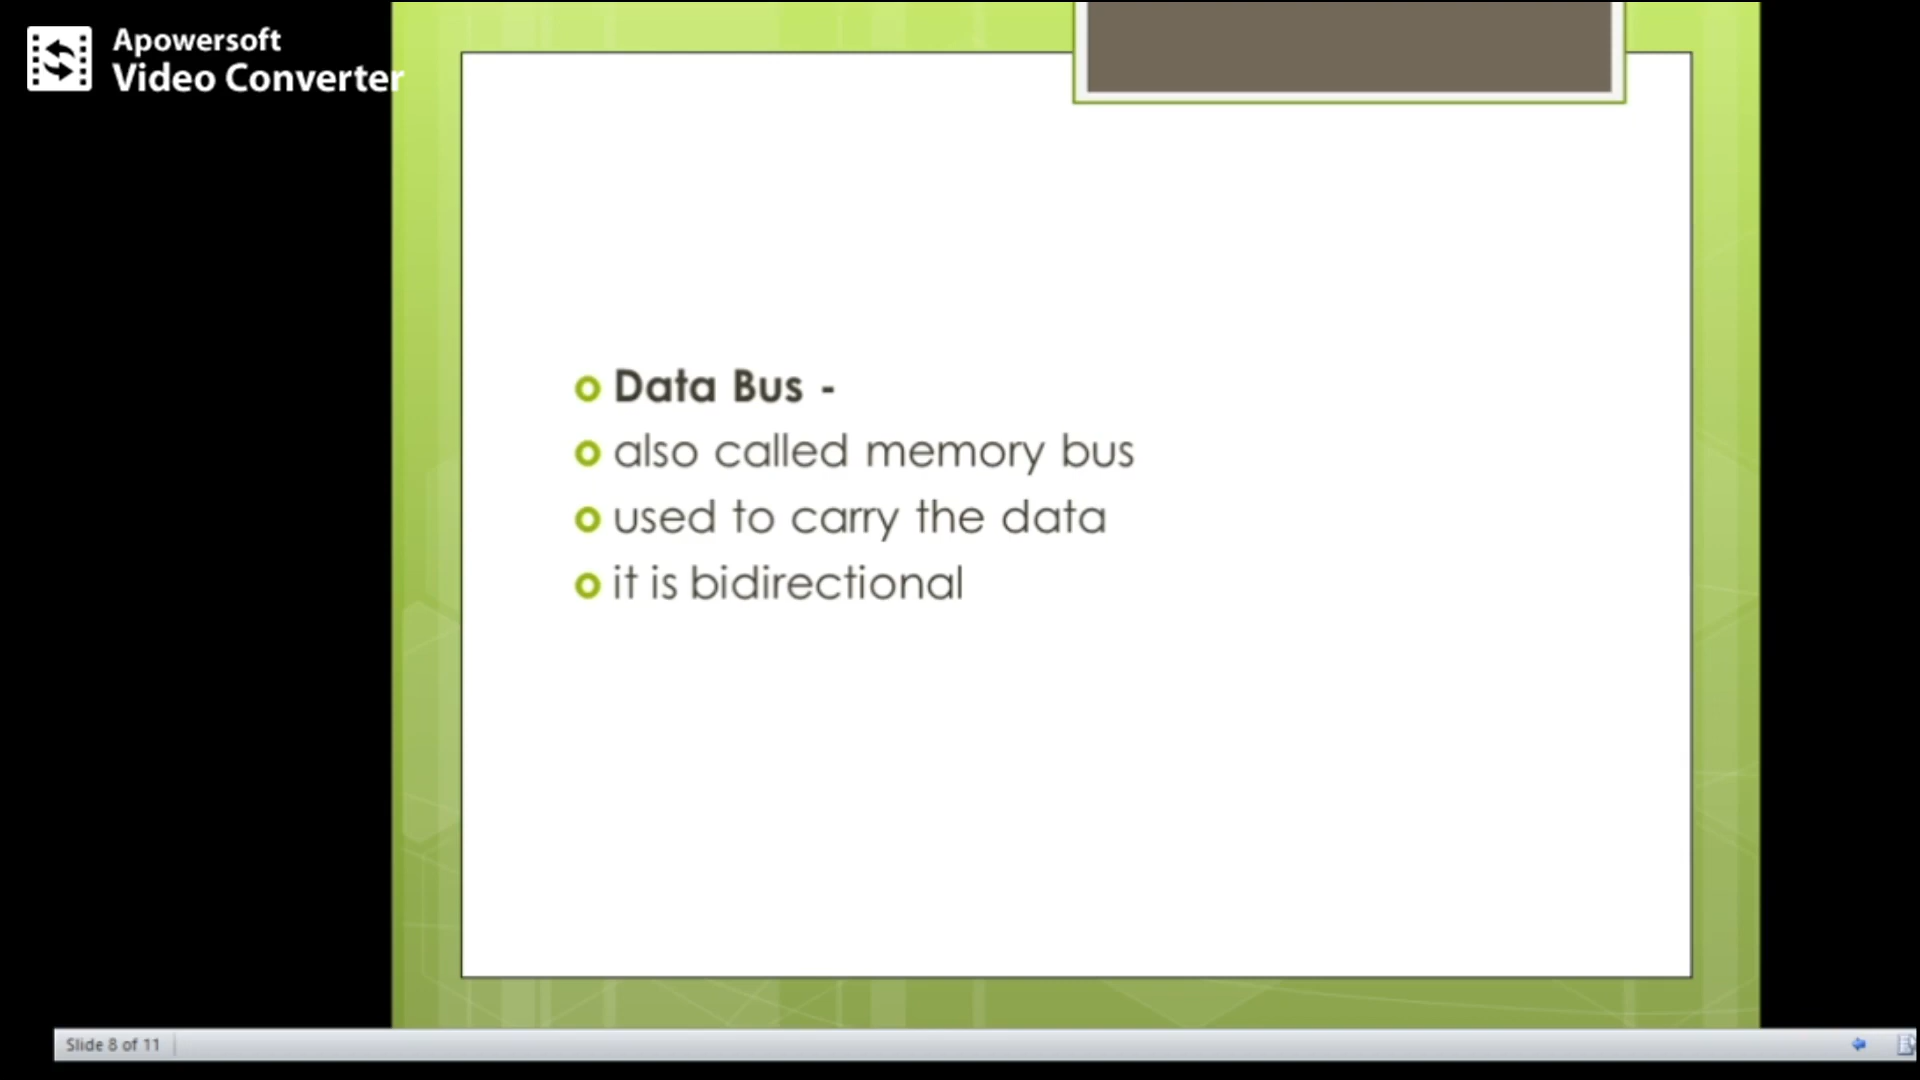 Apowersoft
Video Converter
Data Bus -
also called memory bus
used to carry the data
it is bidirectional
Slide 8 of 11